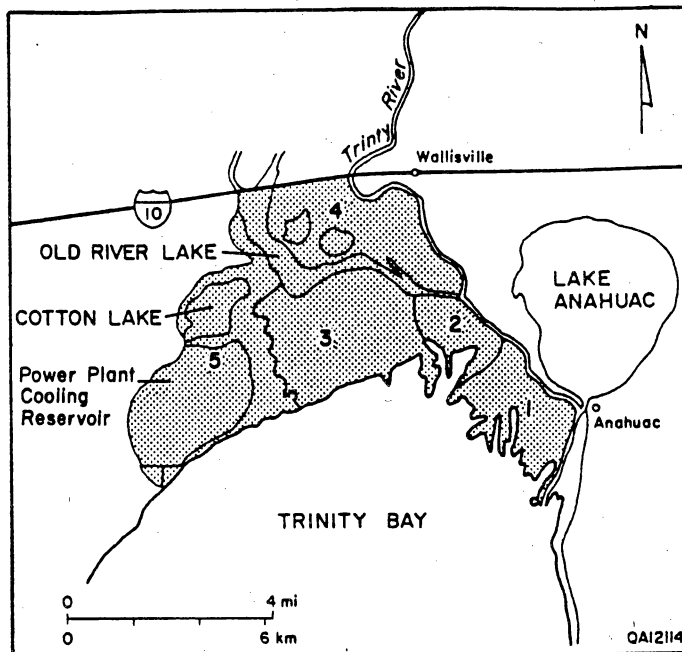 N
Trinty River
Wallisville
10
4
OLD RIVER LAKE
LAKE
ANAHUAC
COTTON LAKE
3
2
5
Power Plant
Cooling
Reservoir
1
Anahuac
TRINITY BAY
0 4 mi
0 6 km
QA12114